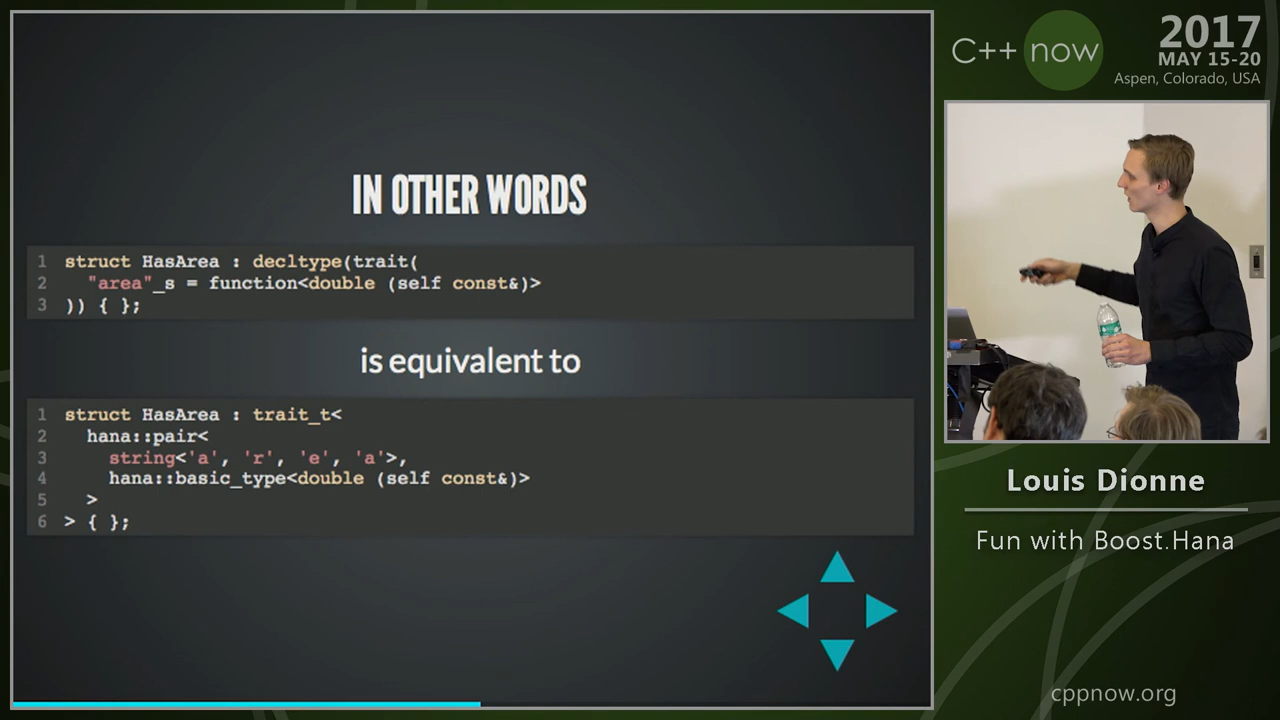 IN OTHER WORDS
1 struct HasArea : decltype(trait(
2 "area"_s = function<double (self const&)>
3 )) { };
is equivalent to
1 struct HasArea : trait_t<
2 hana::pair<
3 string<'a', 'r', 'e', 'a'>,
4 hana::basic_type<double (self const&)>
5 >
6 > { };
C++ now
2017
MAY 15-20
Aspen, Colorado, USA
Louis Dionne
Fun with Boost.Hana
cppnow.org